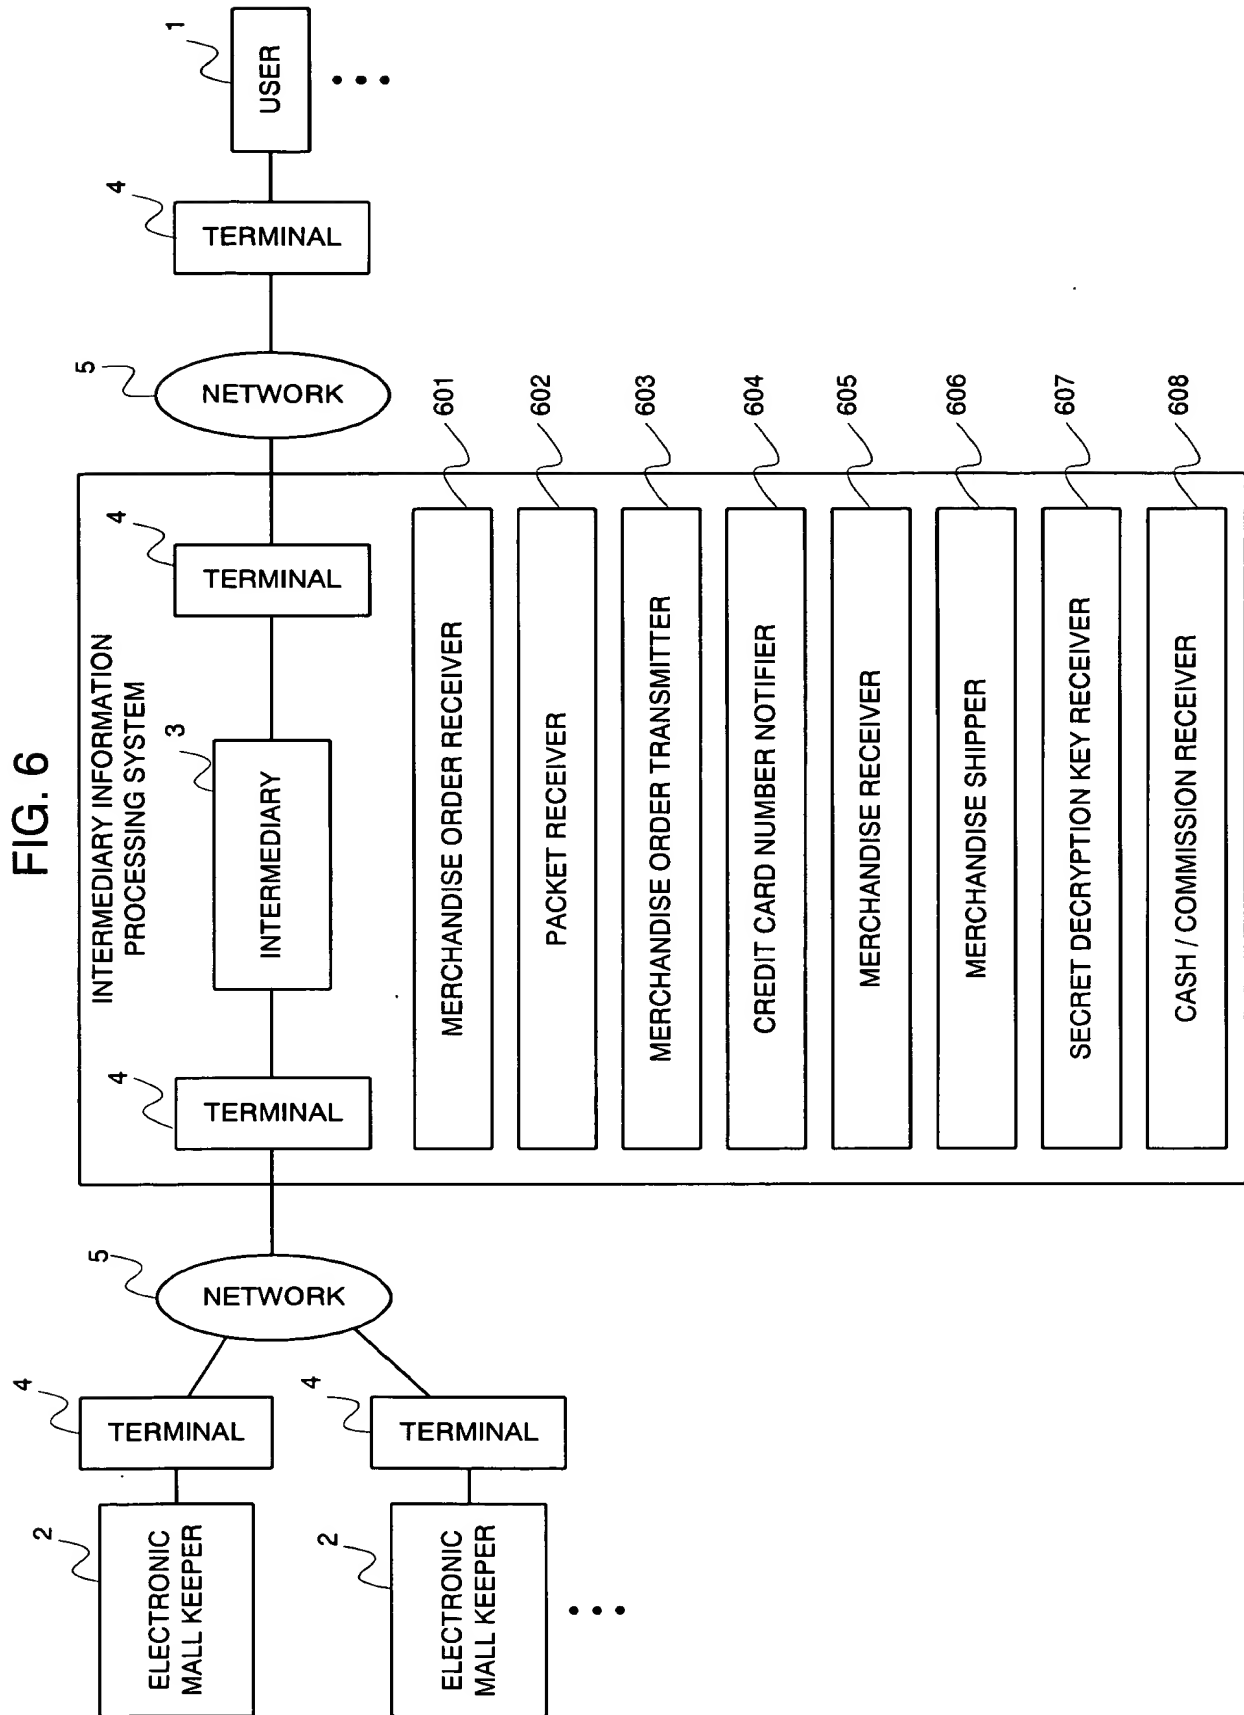 FIG. 6
INTERMEDIARY INFORMATION
PROCESSING SYSTEM
2
ELECTRONIC
MALL KEEPER
4
TERMINAL
2
ELECTRONIC
MALL KEEPER
4
TERMINAL
5
NETWORK
4
TERMINAL
3
INTERMEDIARY
4
TERMINAL
5
NETWORK
4
TERMINAL
1
USER
MERCHANDISE ORDER RECEIVER
601
PACKET RECEIVER
602
MERCHANDISE ORDER TRANSMITTER
603
CREDIT CARD NUMBER NOTIFIER
604
MERCHANDISE RECEIVER
605
MERCHANDISE SHIPPER
606
SECRET DECRYPTION KEY RECEIVER
607
CASH / COMMISSION RECEIVER
608